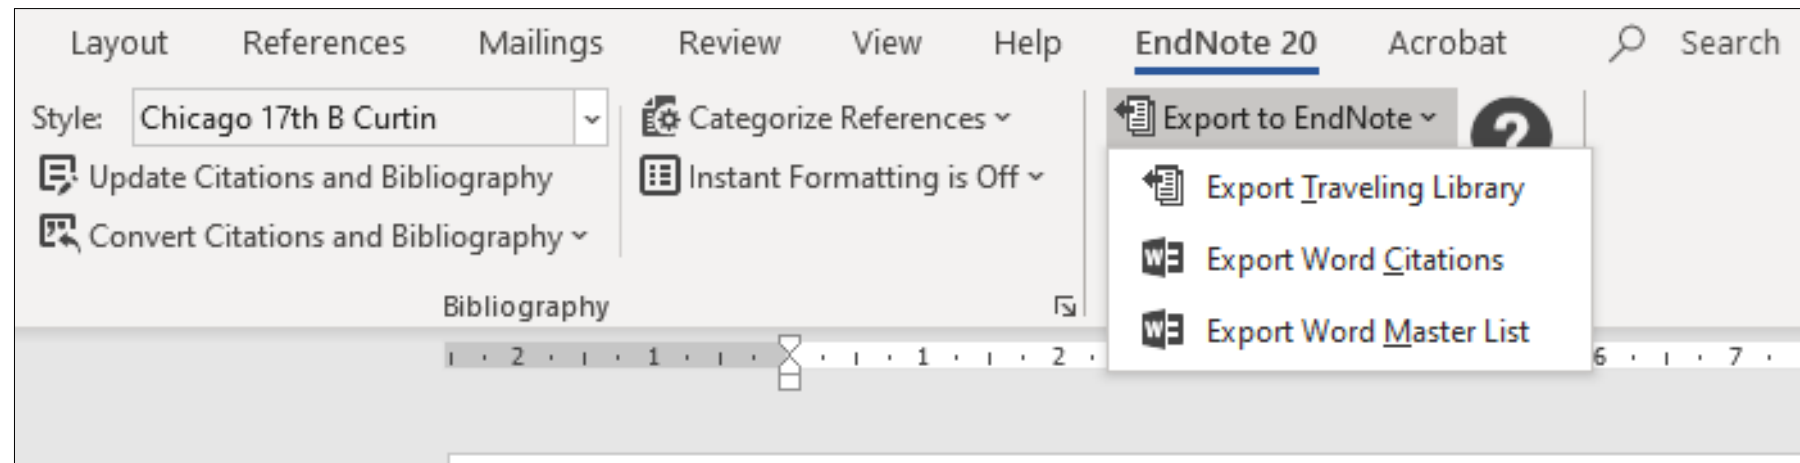 Layout References Mailings Review View Help EndNote 20 Acrobat Search
Style: Chicago 17th B Curtin
Update Citations and Bibliography
Convert Citations and Bibliography
Bibliography
Categorize References
Instant Formatting is Off
Export to EndNote ?
Export Traveling Library
Export Word Citations
Export Word Master List
2 1 1 2 6 7